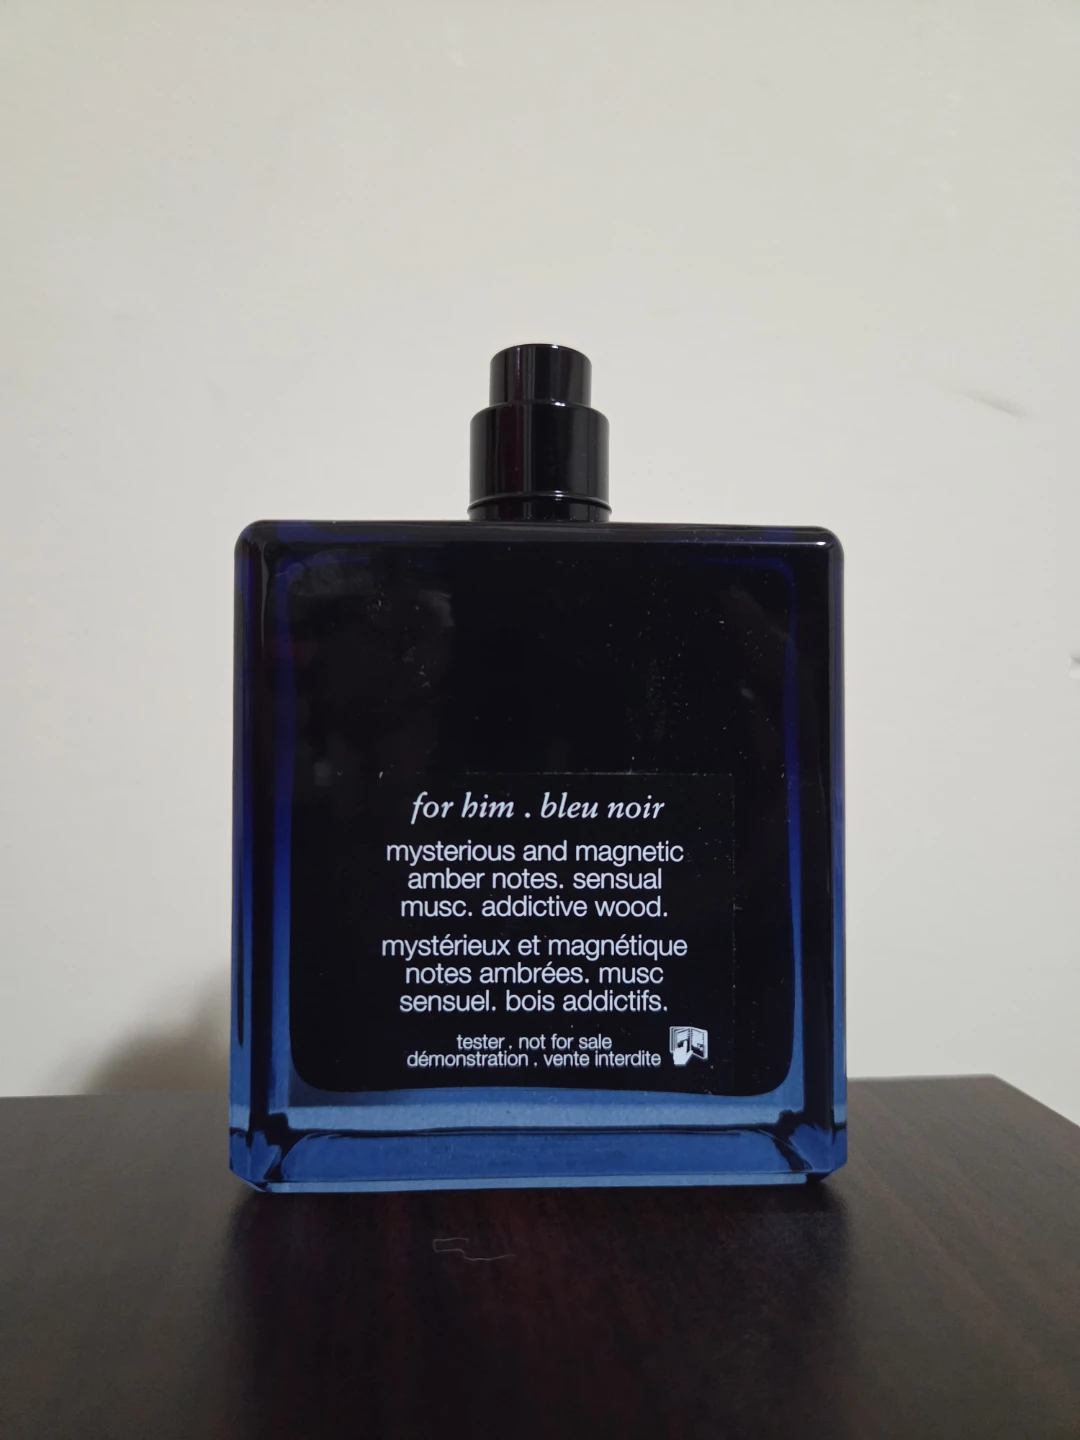 for him . bleu noir
mysterious and magnetic
amber notes. sensual
musc. addictive wood.
mystérieux et magnétique
notes ambrées. musc
sensuel. bois addictifs.
tester . not for sale
démonstration . vente interdite